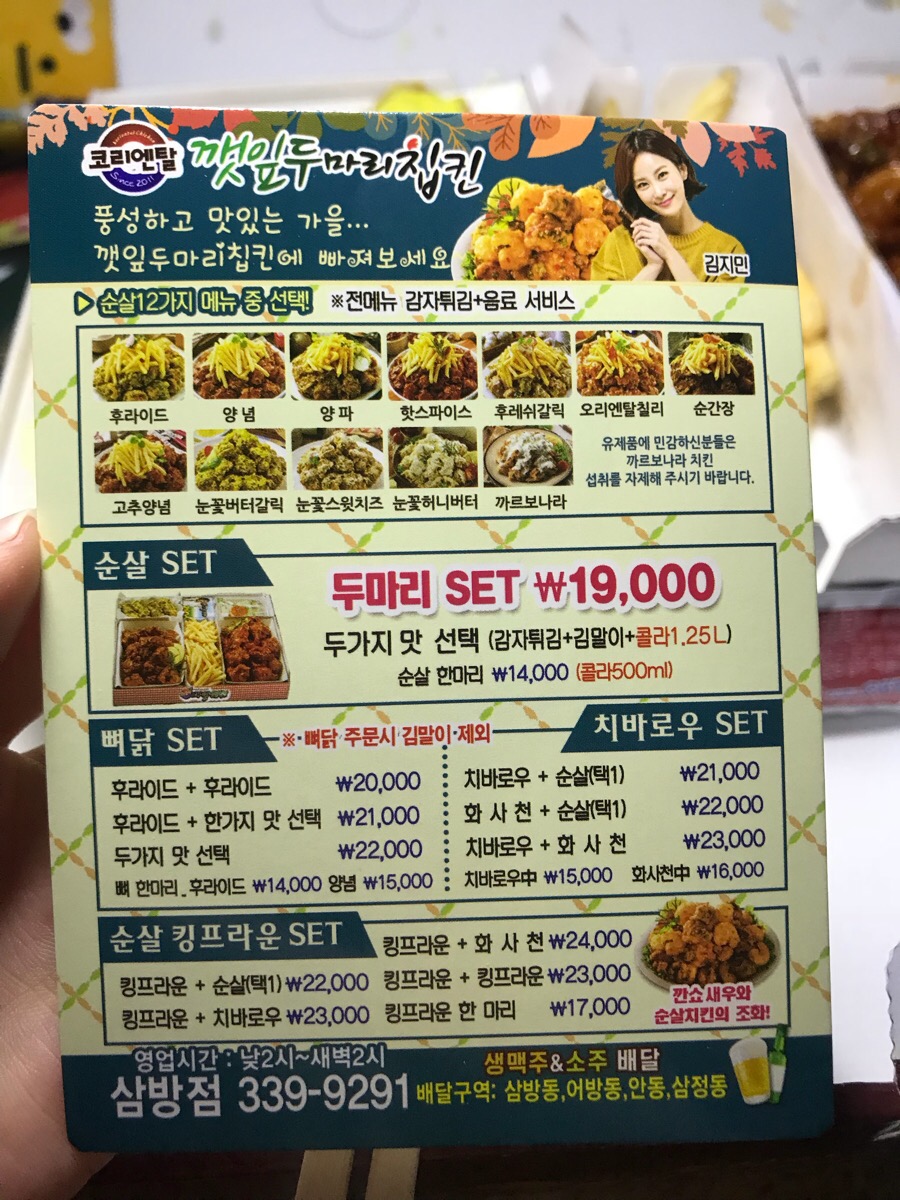 코리엔탈
Since 2011
깻잎두마리칩킨
풍성하고 맛있는 가을...
깻잎두마리칩킨에 빠져보세요
김지민
▶ 순살12가지 메뉴 중 선택! ※전메뉴 감자튀김+음료 서비스
후라이드 양념 양파 핫스파이스 후레쉬갈릭 오리엔탈칠리 순간장
고추양념 눈꽃버터갈릭 눈꽃스윗치즈 눈꽃허니버터 까르보나라
유제품에 민감하신분들은
까르보나라 치킨
섭취를 자제해 주시기 바랍니다.
순살 SET
두마리 SET ₩19,000
두가지 맛 선택 (감자튀김+김말이+콜라1.25L)
순살 한마리 ₩14,000 (콜라500ml)
뼈닭 SET
※ 뼈닭 주문시 김말이 제외
후라이드 + 후라이드 ₩20,000
후라이드 + 한가지 맛 선택 ₩21,000
두가지 맛 선택 ₩22,000
뼈 한마리 - 후라이드 ₩14,000 양념 ₩15,000
치바로우 SET
치바로우 + 순살(택1) ₩21,000
화 사 천 + 순살(택1) ₩22,000
치바로우 + 화 사 천 ₩23,000
치바로우中 ₩15,000 화사천中 ₩16,000
순살 킹프라운 SET
킹프라운 + 순살(택1) ₩22,000
킹프라운 + 치바로우 ₩23,000
킹프라운 + 화 사 천 ₩24,000
킹프라운 + 킹프라운 ₩23,000
킹프라운 한 마리 ₩17,000
깐쇼새우와
순살치킨의 조화!
영업시간 : 낮2시~새벽2시
삼방점 339-9291
생맥주&소주 배달
배달구역: 삼방동,어방동,안동,삼정동